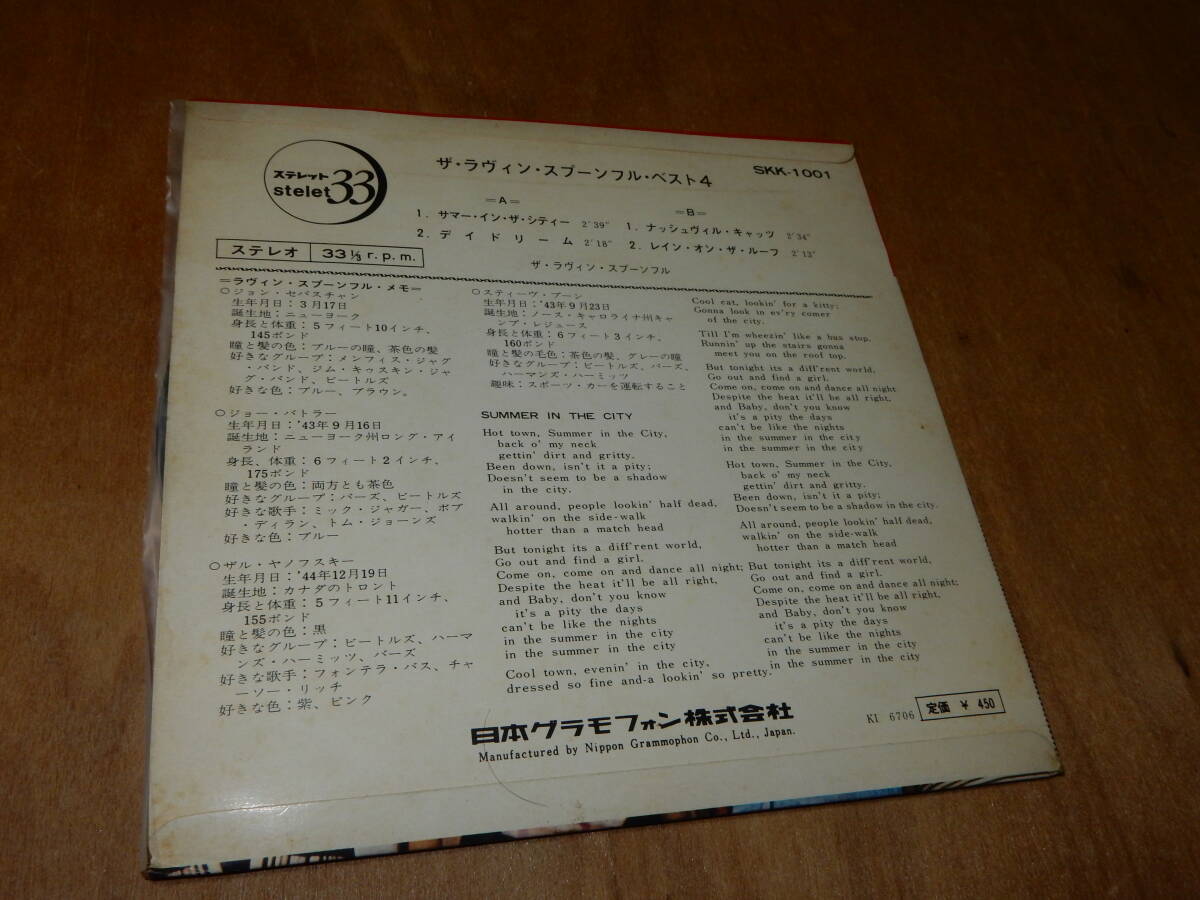 ステレット
stelet 33
ザ・ラヴィン・スプーンフル・ベスト4
SKK-1001
=A=
1. サマー・イン・ザ・シティー 2'39"
2. デイドリーム 2'18"
=B=
1. ナッシュヴィル・キャッツ 2'34"
2. レイン・オン・ザ・ルーフ 2'13"
ザ・ラヴィン・スプーンフル
ステレオ 33 1/3 r.p.m.
=ラヴィン・スプーンフル・メモ=
○ジョン・セバスチャン
生年月日:3月17日
誕生地:ニューヨーク
身長と体重:5フィート10インチ、
145ポンド
瞳と髪の色:ブルーの瞳、茶色の髪
好きなグループ:メンフィス・ジャグ
・バンド、ジム・キゥスキン・ジャ
グ・バンド、ビートルズ
好きな色:ブルー、ブラウン。
○ジョー・バトラー
生年月日:'43年9月16日
誕生地:ニューヨーク州ロング・アイ
ランド
身長、体重:6フィート2インチ、
175ポンド
瞳と髪の色:両方とも茶色
好きなグループ:バーズ、ビートルズ
好きな歌手:ミック・ジャガー、ボブ
・ディラン、トム・ジョーンズ
好きな色:ブルー
○ザル・ヤノフスキー
生年月日:'44年12月19日
誕生地:カナダのトロント
身長と体重:5フィート11インチ、
155ポンド
瞳と髪の色:黒
好きなグループ:ビートルズ、ハーマ
ンズ・ハーミッツ、バーズ
好きな歌手:フォンテラ・バス、チャ
ーソー・リッチ
好きな色:紫、ピンク
○スティーヴ・ブーン
生年月日:'43年9月23日
誕生地:ノース・キャロライナ州キャ
ンプ・レジュース
身長と体重:6フィート3インチ、
160ポンド
瞳と髪の毛色:茶色の髪、グレーの瞳
好きなグループ:ビートルズ、バーズ、
ハーマンズ・ハーミッツ
趣味:スポーツ・カーを運転すること
SUMMER IN THE CITY
Hot town, Summer in the City,
back o' my neck
gettin' dirt and gritty.
Been down, isn't it a pity;
Doesn't seem to be a shadow
in the city.
All around, people lookin' half dead,
walkin' on the side-walk
hotter than a match head
But tonight its a diff'rent world,
Go out and find a girl.
Come on, come on and dance all night;
Despite the heat it'll be all right,
and Baby, don't you know
it's a pity the days
can't be like the nights
in the summer in the city
in the summer in the city
Cool town, evenin' in the city,
dressed so fine and-a lookin' so pretty.
Cool cat, lookin' for a kitty;
Gonna look in ev'ry comer
of the city.
Till I'm wheezin' like a bus stop,
Runnin' up the stairs gonna
meet you on the roof top.
But tonight its a diff'rent world,
Go out and find a girl.
Come on, come on and dance all night
Despite the heat it'll be all right,
and Baby, don't you know
it's a pity the days
can't be like the nights
in the summer in the city
in the summer in the city
Hot town, Summer in the City,
back o' my neck
gettin' dirt and gritty.
Been down, isn't it a pity;
Doesn't seem to be a shadow in the city.
All around, people lookin' half dead,
walkin' on the side-walk
hotter than a match head
But tonight its a diff'rent world,
Go out and find a girl.
Come on, come on and dance all night;
Despite the heat it'll be all right,
and Baby, don't you know
it's a pity the days
can't be like the nights
in the summer in the city
in the summer in the city
日本グラモフォン株式会社
Manufactured by Nippon Grammophon Co., Ltd., Japan.
KI 6706
定価 ¥ 450